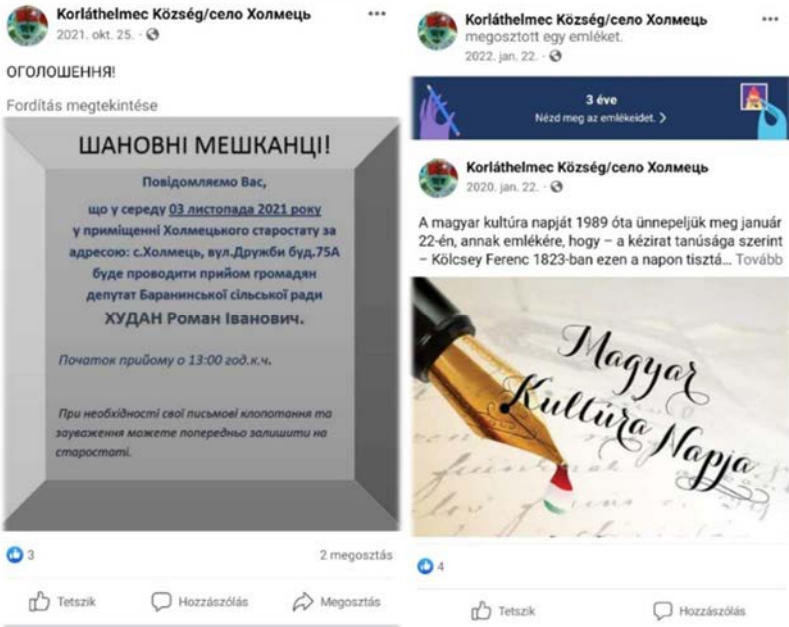 Korláthelmec Község/село Холмець
2021. okt. 25.
ОГОЛОШЕННЯ!
Fordítás megtekintése
ШАНОВНІ МЕШКАНЦІ!
Повідомляємо Вас,
що у середу 03 листопада 2021 року
у приміщенні Холмецького старостату за
адресою: с.Холмець, вул.Дружби буд.75А
буде проводити прийом громадян
депутат Баранинської сільської ради
ХУДАН Роман Іванович.
Початок прийому о 13:00 год.к.ч.
При необхідності свої письмові клопотання та
зауваження можете попередньо залишити на
старостаті.
3
2 megosztás
Tetszik
Hozzászólás
Megosztás
Korláthelmec Község/село Холмець
megosztott egy emléket.
2022. jan. 22.
3 éve
Nézd meg az emlékeidet.
Korláthelmec Község/село Холмець
2020. jan. 22.
A magyar kultúra napját 1989 óta ünnepeljük meg január
22-én, annak emlékére, hogy – a kézirat tanúsága szerint
– Kölcsey Ferenc 1823-ban ezen a napon tisztá... Tovább
Magyar
Kultúra Napja
4
Tetszik
Hozzászólás